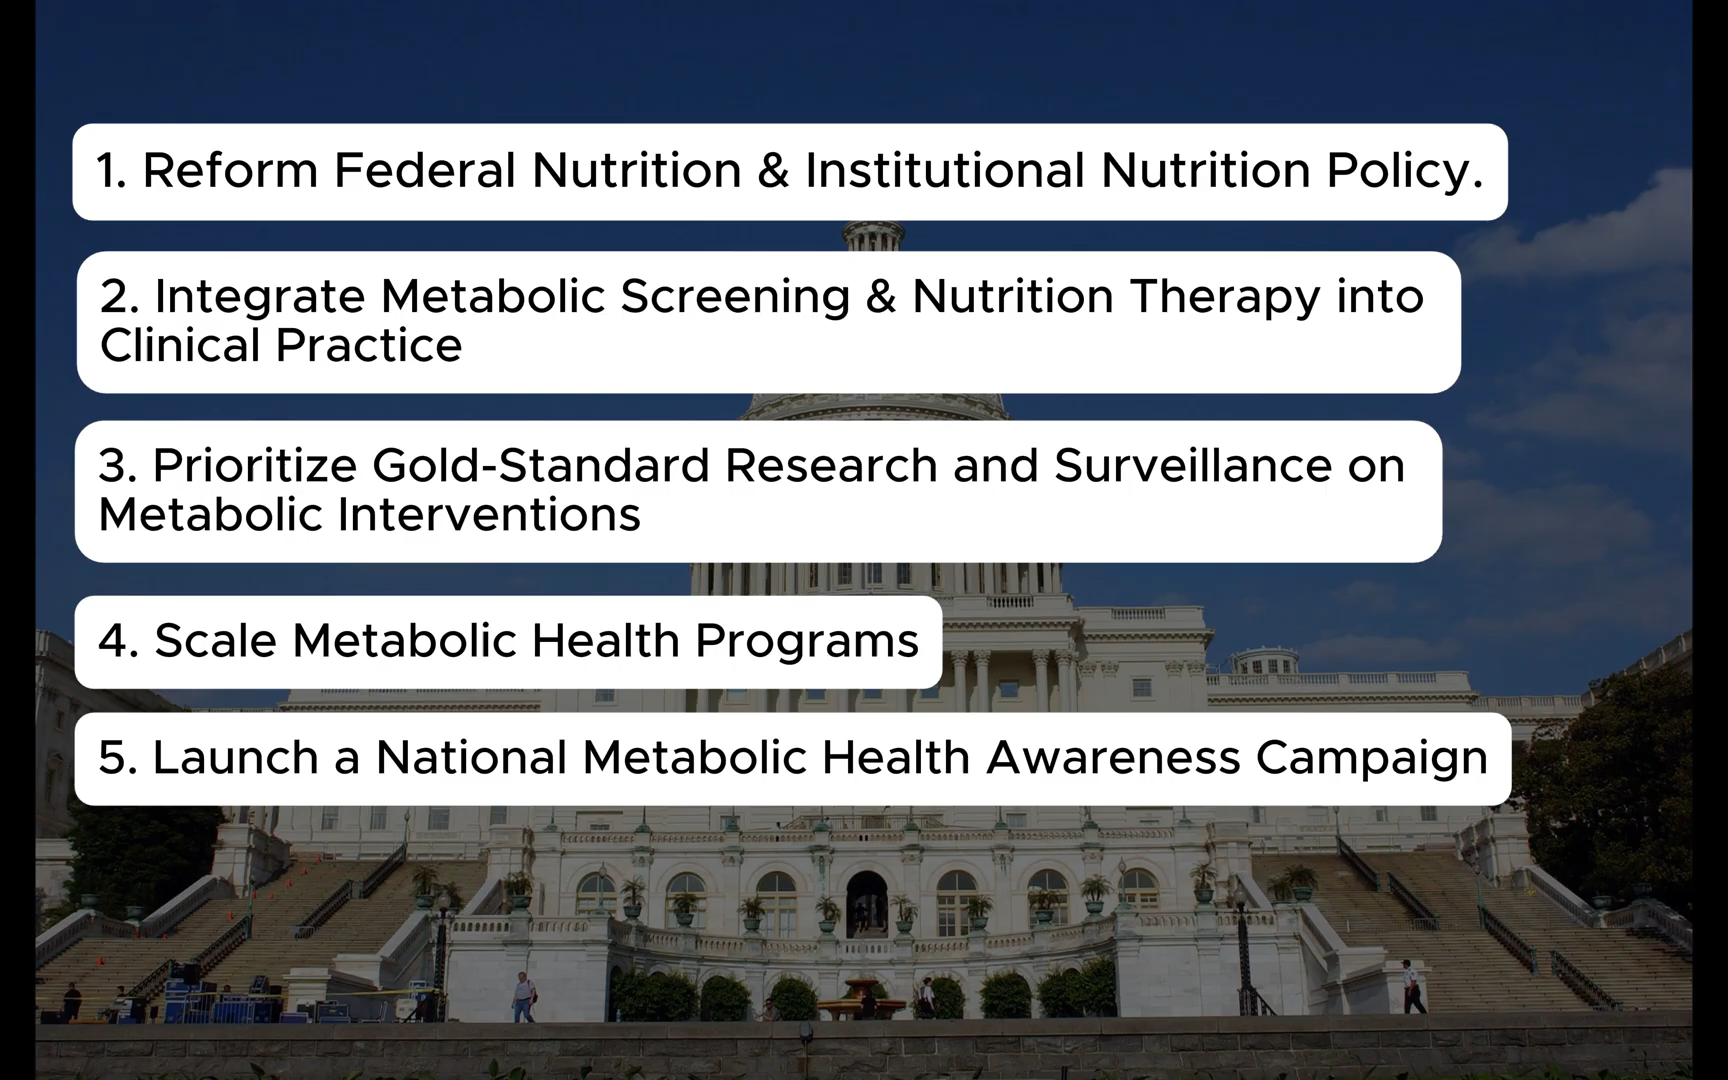 1. Reform Federal Nutrition & Institutional Nutrition Policy.
2. Integrate Metabolic Screening & Nutrition Therapy into
Clinical Practice
3. Prioritize Gold-Standard Research and Surveillance on
Metabolic Interventions
4. Scale Metabolic Health Programs
5. Launch a National Metabolic Health Awareness Campaign